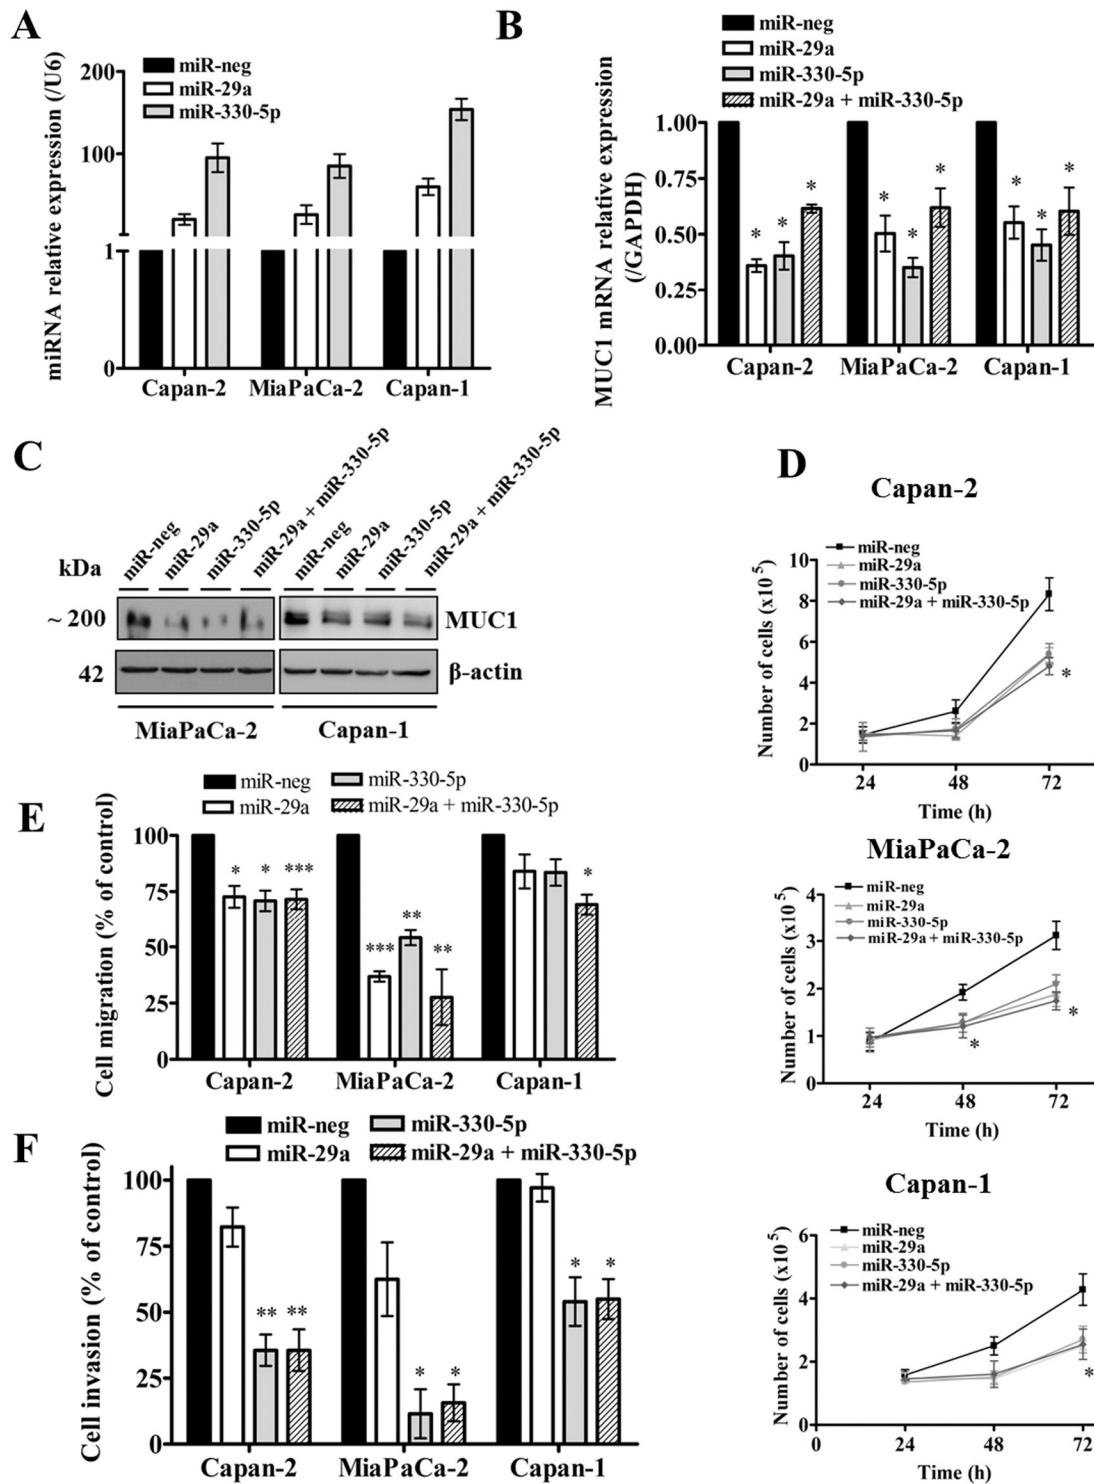 A
miR-neg
miR-29a
miR-330-5p
miRNA relative expression (/U6)
200
100
1
0
Capan-2 MiaPaCa-2 Capan-1
B
miR-neg
miR-29a
miR-330-5p
miR-29a + miR-330-5p
MUC1 mRNA relative expression
(/GAPDH)
1.00
0.75
0.50
0.25
0.00
* * *
* * *
* * *
Capan-2 MiaPaCa-2 Capan-1
C
miR-neg
miR-29a
miR-330-5p
miR-29a + miR-330-5p
miR-neg
miR-29a
miR-330-5p
miR-29a + miR-330-5p
kDa
~ 200
MUC1
42
β-actin
MiaPaCa-2 Capan-1
D
Capan-2
miR-neg
miR-29a
miR-330-5p
miR-29a + miR-330-5p
Number of cells (x10 5)
10
8
6
4
2
0
*
24 48 72
Time (h)
MiaPaCa-2
miR-neg
miR-29a
miR-330-5p
miR-29a + miR-330-5p
Number of cells (x10 5)
4
3
2
1
0
* *
24 48 72
Time (h)
Capan-1
miR-neg
miR-29a
miR-330-5p
miR-29a + miR-330-5p
Number of cells (x10 5)
6
4
2
0
*
0 24 48 72
Time (h)
E
miR-neg miR-330-5p
miR-29a miR-29a + miR-330-5p
Cell migration (% of control)
100
75
50
25
0
* * ***
*** ** **
*
Capan-2 MiaPaCa-2 Capan-1
F
miR-neg miR-330-5p
miR-29a miR-29a + miR-330-5p
Cell invasion (% of control)
100
75
50
25
0
** **
* *
* *
Capan-2 MiaPaCa-2 Capan-1